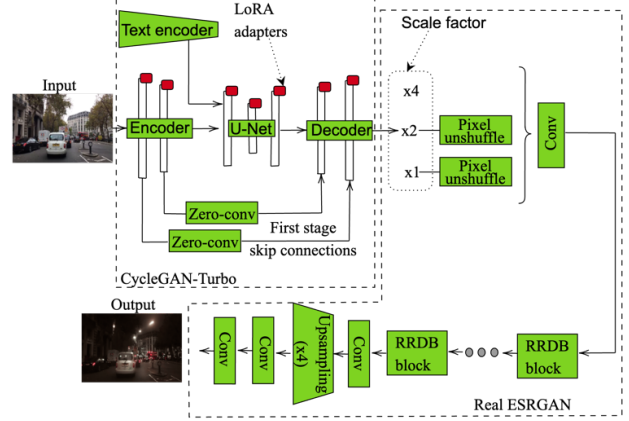 Text encoder
LoRA
adapters
Scale factor
Input
x4
Encoder
U-Net
Decoder
x2
Pixel
unshuffle
Conv
x1
Pixel
unshuffle
Zero-conv
First stage
Zero-conv
skip connections
CycleGAN-Turbo
Output
Conv
Conv
Upsampling
(x4)
Conv
RRDB
block
RRDB
block
Real ESRGAN